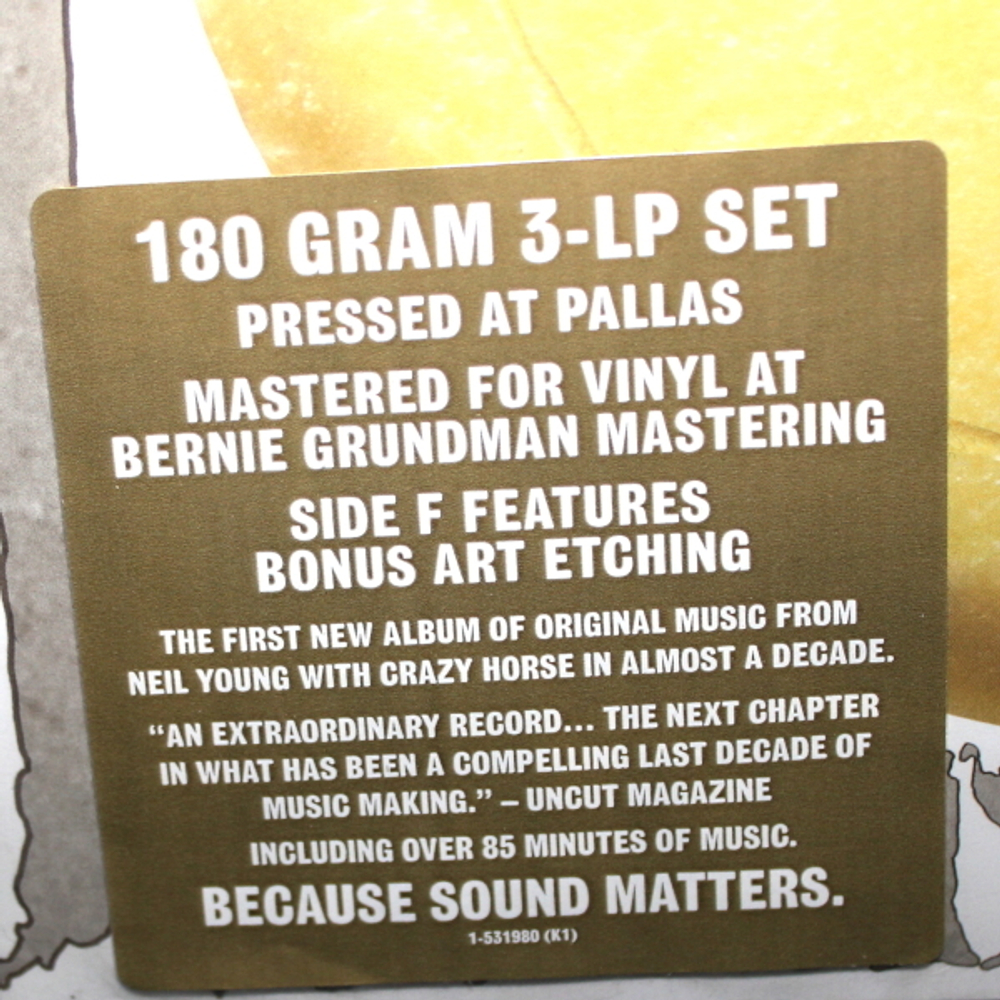 180 GRAM 3-LP SET
PRESSED AT PALLAS
MASTERED FOR VINYL AT
BERNIE GRUNDMAN MASTERING
SIDE F FEATURES
BONUS ART ETCHING
THE FIRST NEW ALBUM OF ORIGINAL MUSIC FROM
NEIL YOUNG WITH CRAZY HORSE IN ALMOST A DECADE.
“AN EXTRAORDINARY RECORD... THE NEXT CHAPTER
IN WHAT HAS BEEN A COMPELLING LAST DECADE OF
MUSIC MAKING.” – UNCUT MAGAZINE
INCLUDING OVER 85 MINUTES OF MUSIC.
BECAUSE SOUND MATTERS.
1-531980 (K1)